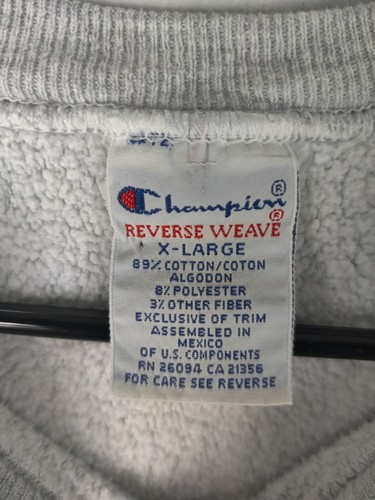 Champion®
REVERSE WEAVE®
X-LARGE
89% COTTON/COTON
ALGODON
8% POLYESTER
3% OTHER FIBER
EXCLUSIVE OF TRIM
ASSEMBLED IN
MEXICO
OF U.S. COMPONENTS
RN 26094 CA 21356
FOR CARE SEE REVERSE